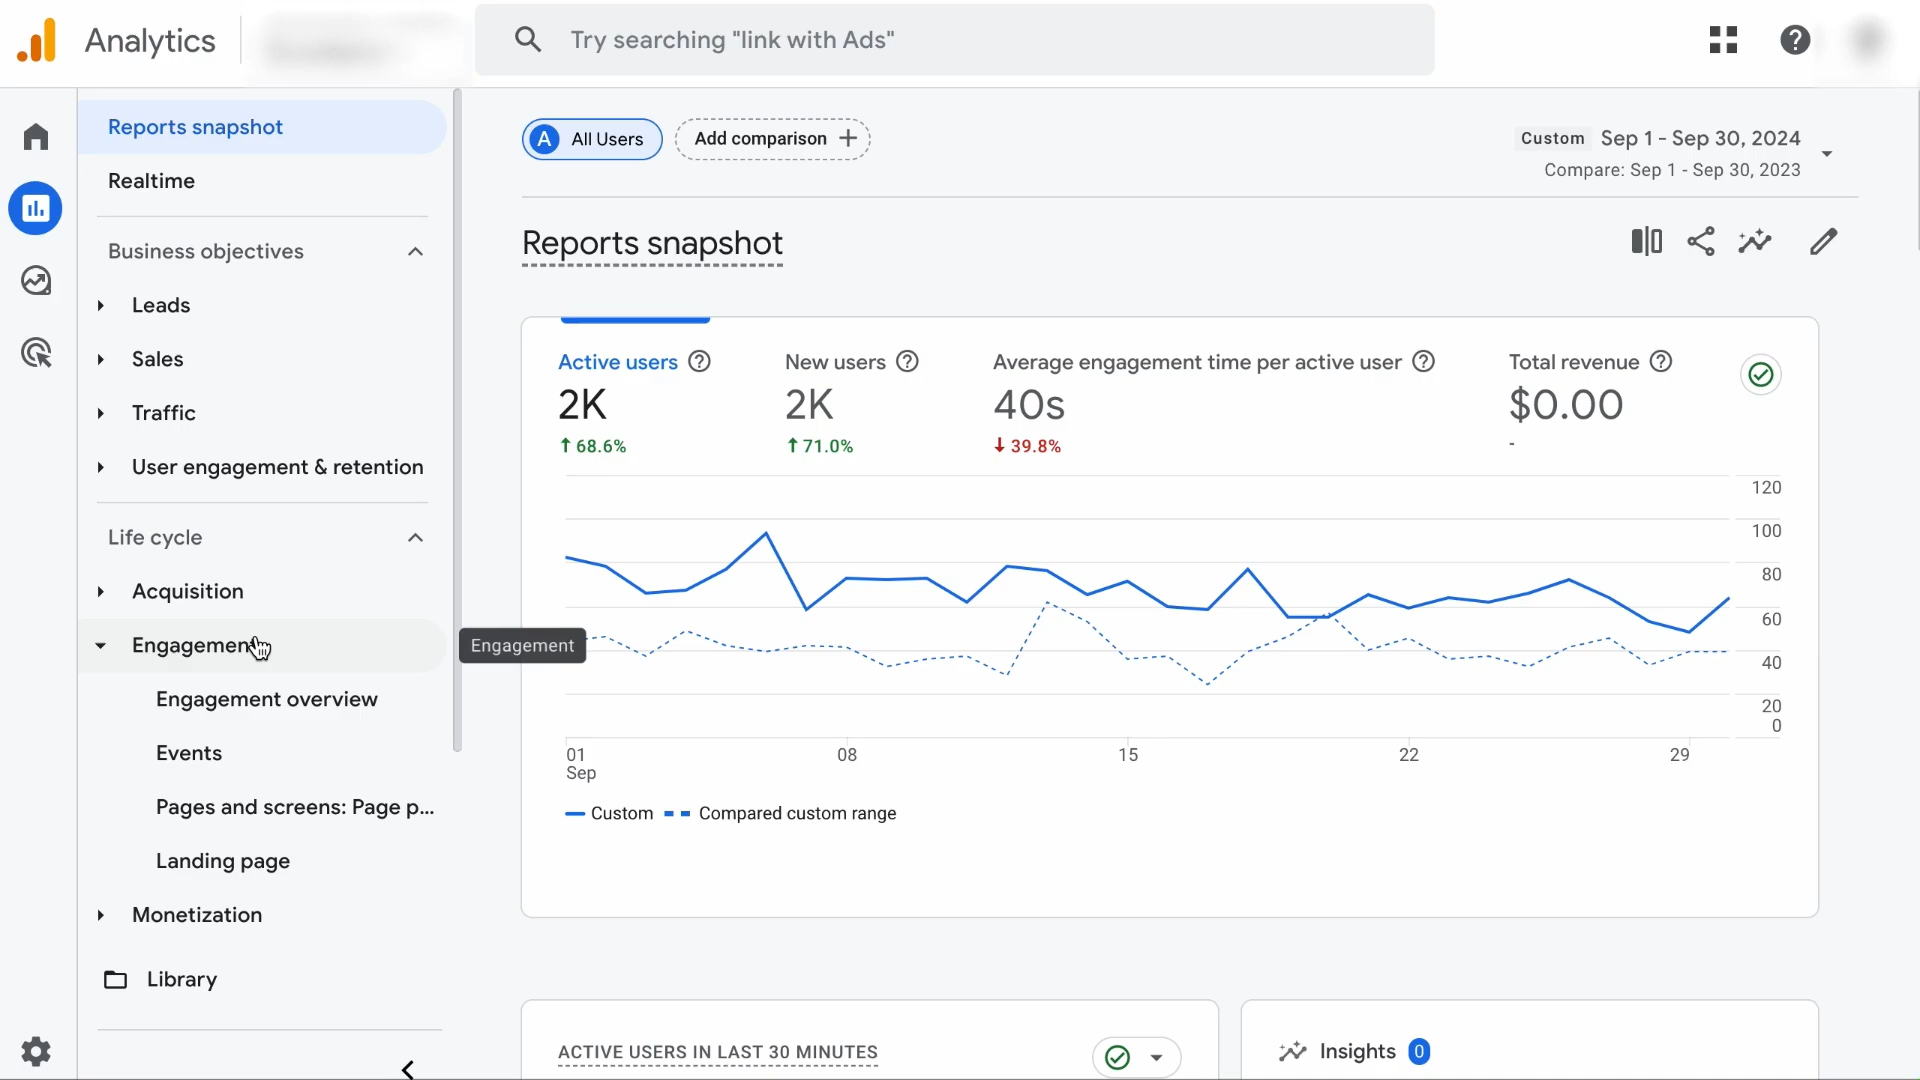 Analytics
Try searching "link with Ads"
Reports snapshot
Realtime
Business objectives
Leads
Sales
Traffic
User engagement & retention
Life cycle
Acquisition
Engagement
Engagement overview
Events
Pages and screens: Page p...
Landing page
Monetization
Library
Engagement
A All Users
Add comparison +
Custom Sep 1 - Sep 30, 2024
Compare: Sep 1 - Sep 30, 2023
Reports snapshot
Active users
2K
↑ 68.6%
New users
2K
↑ 71.0%
Average engagement time per active user
40s
↓ 39.8%
Total revenue
$0.00
-
120
100
80
60
40
20
0
01
Sep
08
15
22
29
Custom
Compared custom range
ACTIVE USERS IN LAST 30 MINUTES
Insights 0